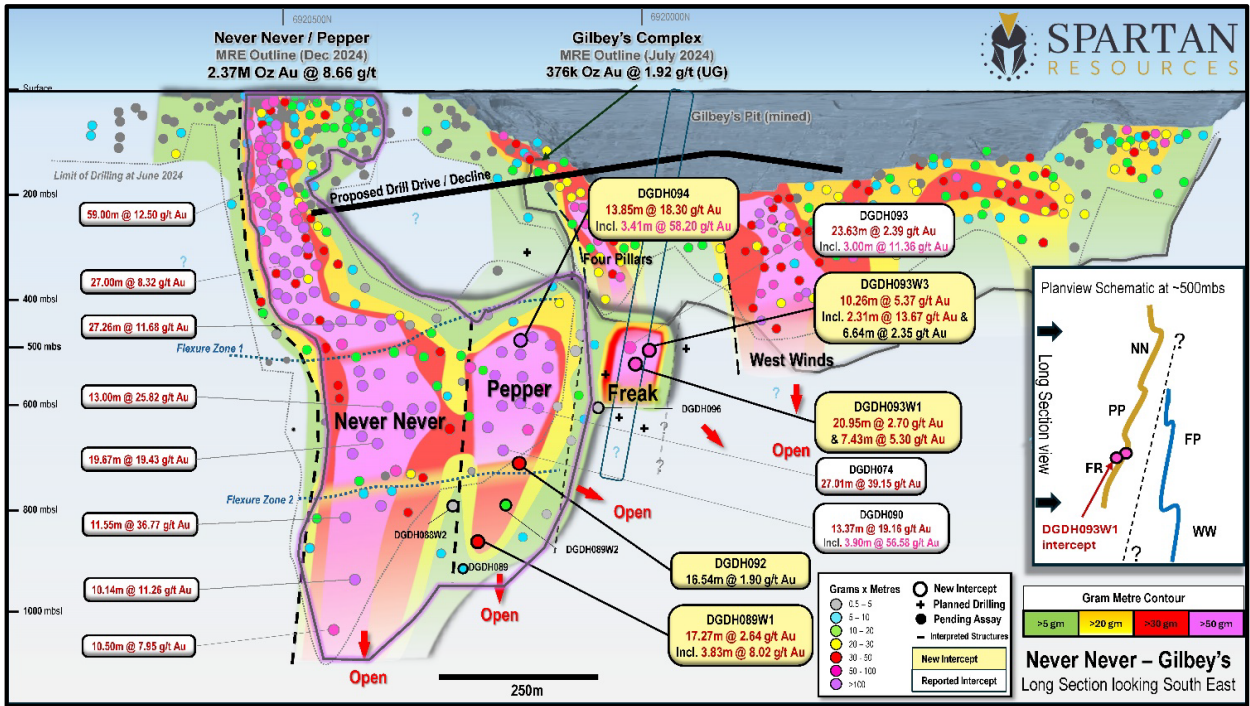 6920500N
6920000N
Never Never / Pepper
MRE Outline (Dec 2024)
2.37M Oz Au @ 8.66 g/t
Gilbey's Complex
MRE Outline (July 2024)
376k Oz Au @ 1.92 g/t (UG)
SPARTAN
RESOURCES
Surface
Gilbey's Pit (mined)
Limit of Drilling at June 2024
Proposed Drill Drive / Decline
200 mbsl
400 mbsl
500 mbs
600 mbsl
800 mbsl
1000 mbsl
59.00m @ 12.50 g/t Au
27.00m @ 8.32 g/t Au
27.26m @ 11.68 g/t Au
13.00m @ 25.82 g/t Au
19.67m @ 19.43 g/t Au
11.55m @ 36.77 g/t Au
10.14m @ 11.26 g/t Au
10.50m @ 7.95 g/t Au
?
?
Flexure Zone 1
Flexure Zone 2
Never Never
Pepper
Four Pillars
Freak
West Winds
DGDH094
13.85m @ 18.30 g/t Au
Incl. 3.41m @ 58.20 g/t Au
DGDH093
23.63m @ 2.39 g/t Au
Incl. 3.00m @ 11.36 g/t Au
DGDH093W3
10.26m @ 5.37 g/t Au
Incl. 2.31m @ 13.67 g/t Au &
6.64m @ 2.35 g/t Au
DGDH093W1
20.95m @ 2.70 g/t Au
& 7.43m @ 5.30 g/t Au
DGDH074
27.01m @ 39.15 g/t Au
DGDH090
13.37m @ 19.16 g/t Au
Incl. 3.90m @ 56.58 g/t Au
DGDH092
16.54m @ 1.90 g/t Au
DGDH089W1
17.27m @ 2.64 g/t Au
Incl. 3.83m @ 8.02 g/t Au
DGDH096
DGDH088W2
DGDH089W2
DGDH089
?
?
?
Open
Open
Open
Open
250m
Planview Schematic at ~500mbs
Long Section view
NN
PP
FR
FP
WW
?
?
DGDH093W1
intercept
Grams x Metres
0.5 – 5
5 – 10
10 – 20
20 – 30
30 - 50
50 - 100
>100
New Intercept
Planned Drilling
Pending Assay
Interpreted Structures
New Intercept
Reported Intercept
Gram Metre Contour
>5 gm
>20 gm
>30 gm
>50 gm
Never Never – Gilbey's
Long Section looking South East